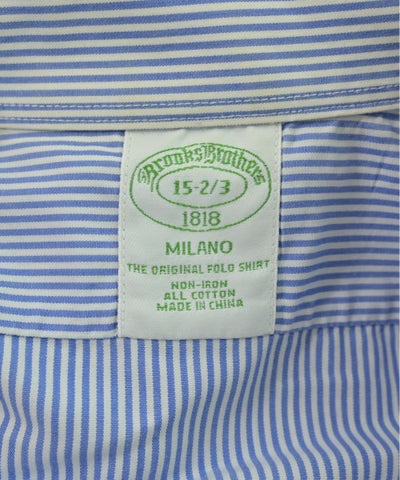 Brooks Brothers
15-2/3
1818
MILANO
THE ORIGINAL POLO SHIRT
NON-IRON
ALL COTTON
MADE IN CHINA